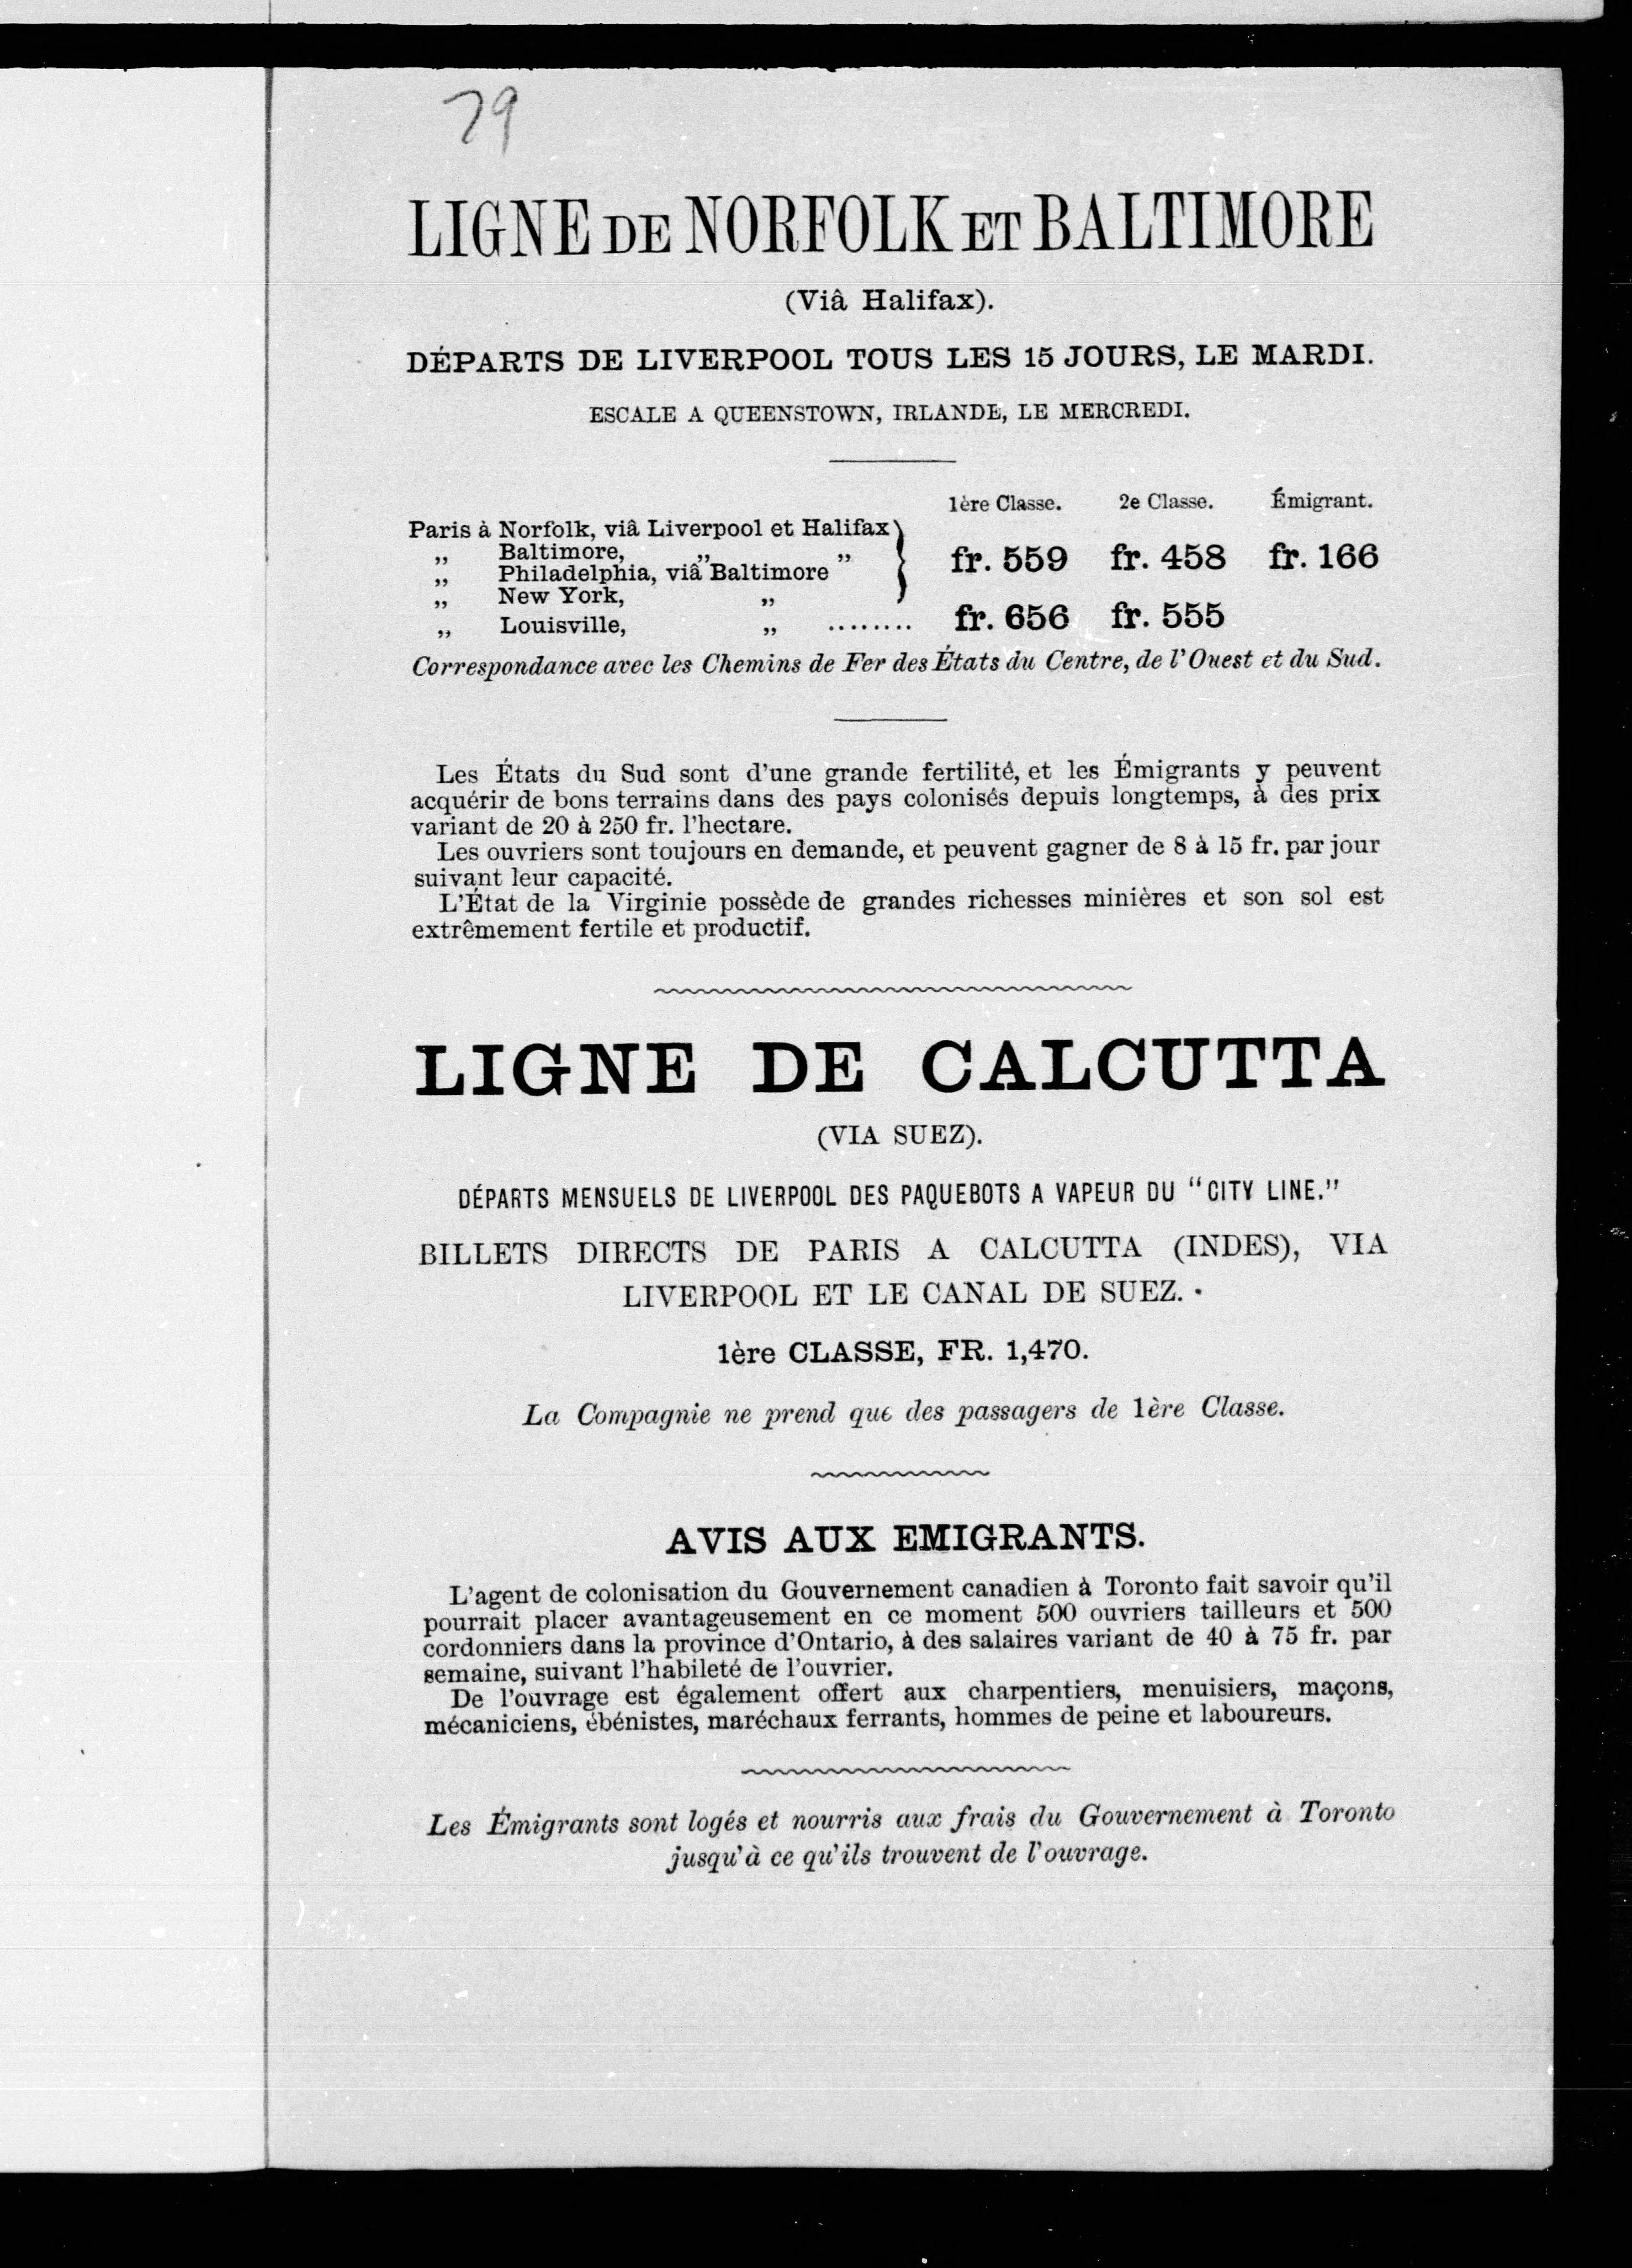 79
LIGNE DE NORFOLK ET BALTIMORE
(Viâ Halifax).
DÉPARTS DE LIVERPOOL TOUS LES 15 JOURS, LE MARDI.
ESCALE A QUEENSTOWN, IRLANDE, LE MERCREDI.
1ère Classe. 2e Classe. Émigrant.
Paris à Norfolk, viâ Liverpool et Halifax
„ Baltimore, „ „
„ Philadelphia, viâ Baltimore
„ New York, „
fr. 559 fr. 458 fr. 166
„ Louisville, „ ........ fr. 656 fr. 555
Correspondance avec les Chemins de Fer des États du Centre, de l'Ouest et du Sud.
Les États du Sud sont d'une grande fertilité, et les Émigrants y peuvent
acquérir de bons terrains dans des pays colonisés depuis longtemps, à des prix
variant de 20 à 250 fr. l'hectare.
Les ouvriers sont toujours en demande, et peuvent gagner de 8 à 15 fr. par jour
suivant leur capacité.
L'État de la Virginie possède de grandes richesses minières et son sol est
extrêmement fertile et productif.
LIGNE DE CALCUTTA
(VIA SUEZ).
DÉPARTS MENSUELS DE LIVERPOOL DES PAQUEBOTS A VAPEUR DU "CITY LINE."
BILLETS DIRECTS DE PARIS A CALCUTTA (INDES), VIA
LIVERPOOL ET LE CANAL DE SUEZ.
1ère CLASSE, FR. 1,470.
La Compagnie ne prend que des passagers de 1ère Classe.
AVIS AUX EMIGRANTS.
L'agent de colonisation du Gouvernement canadien à Toronto fait savoir qu'il
pourrait placer avantageusement en ce moment 500 ouvriers tailleurs et 500
cordonniers dans la province d'Ontario, à des salaires variant de 40 à 75 fr. par
semaine, suivant l'habileté de l'ouvrier.
De l'ouvrage est également offert aux charpentiers, menuisiers, maçons,
mécaniciens, ébénistes, maréchaux ferrants, hommes de peine et laboureurs.
Les Émigrants sont logés et nourris aux frais du Gouvernement à Toronto
jusqu'à ce qu'ils trouvent de l'ouvrage.